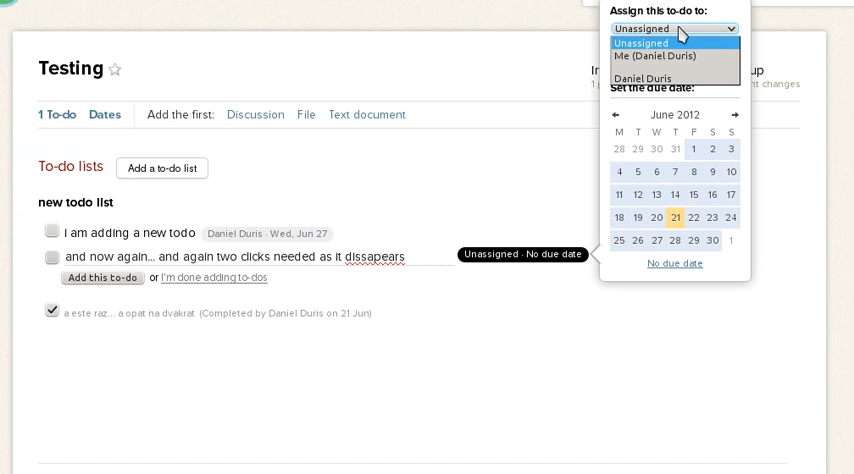 Assign this to-do to:
Unassigned
Unassigned
Me (Daniel Duris)
Daniel Duris
Set the due date:
June 2012
M T W T F S S
28 29 30 31 1 2 3
4 5 6 7 8 9 10
11 12 13 14 15 16 17
18 19 20 21 22 23 24
25 26 27 28 29 30 1
No due date
Testing
up
1 To-do Dates Add the first: Discussion File Text document
To-do lists Add a to-do list
new todo list
I am adding a new todo Daniel Duris · Wed, Jun 27
and now again... and again two clicks needed as it dissapears Unassigned · No due date
Add this to-do or I'm done adding to-dos
a este raz... a opat na dvakrat (Completed by Daniel Duris on 21 Jun)